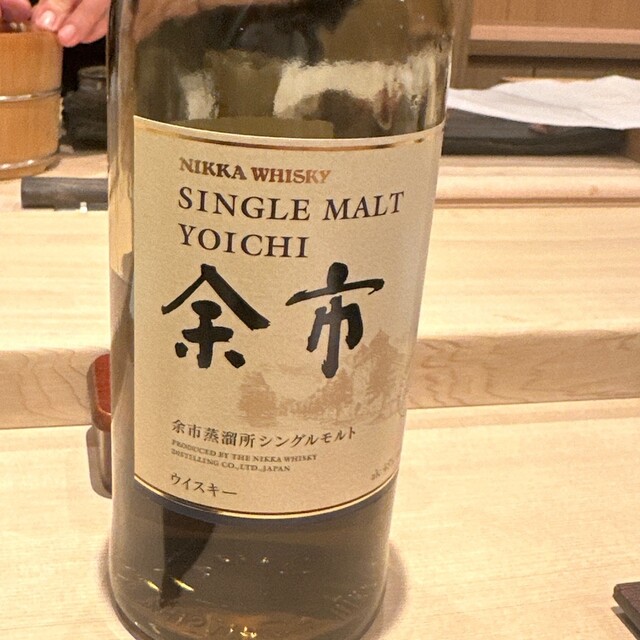 NIKKA WHISKY
SINGLE MALT
YOICHI
余市
余市蒸溜所シングルモルト
PRODUCED BY THE NIKKA WHISKY
DISTILLING CO., LTD., JAPAN
ウイスキー